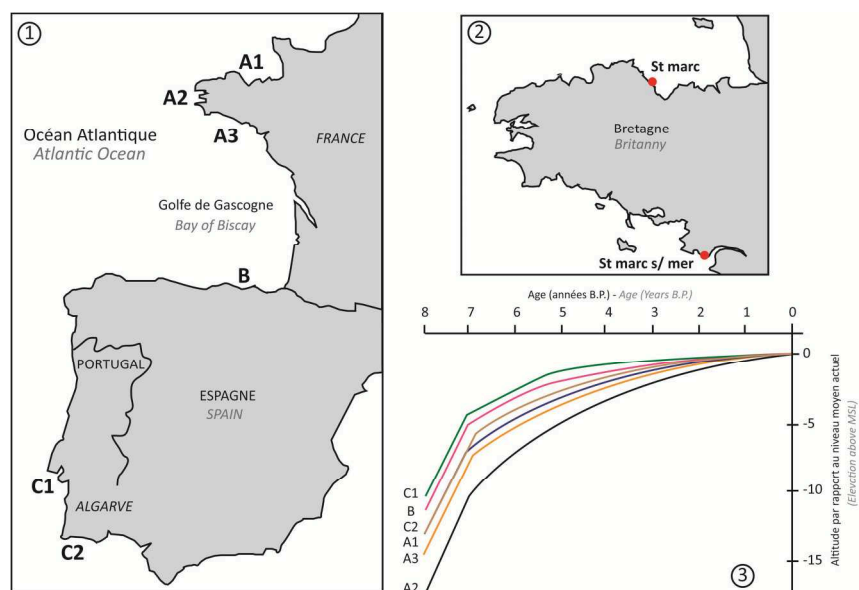 1
A1
A2
A3
Océan Atlantique
Atlantic Ocean
FRANCE
Golfe de Gascogne
Bay of Biscay
B
PORTUGAL
ESPAGNE
SPAIN
C1
ALGARVE
C2
2
St marc
Bretagne
Britanny
St marc s/ mer
Age (années B.P.) - Age (Years B.P.)
8 7 6 5 4 3 2 1 0
0
-5
-10
-15
Altitude par rapport au niveau moyen actuel
(Elevction above MSL)
C1
B
C2
A1
A3
A2
3